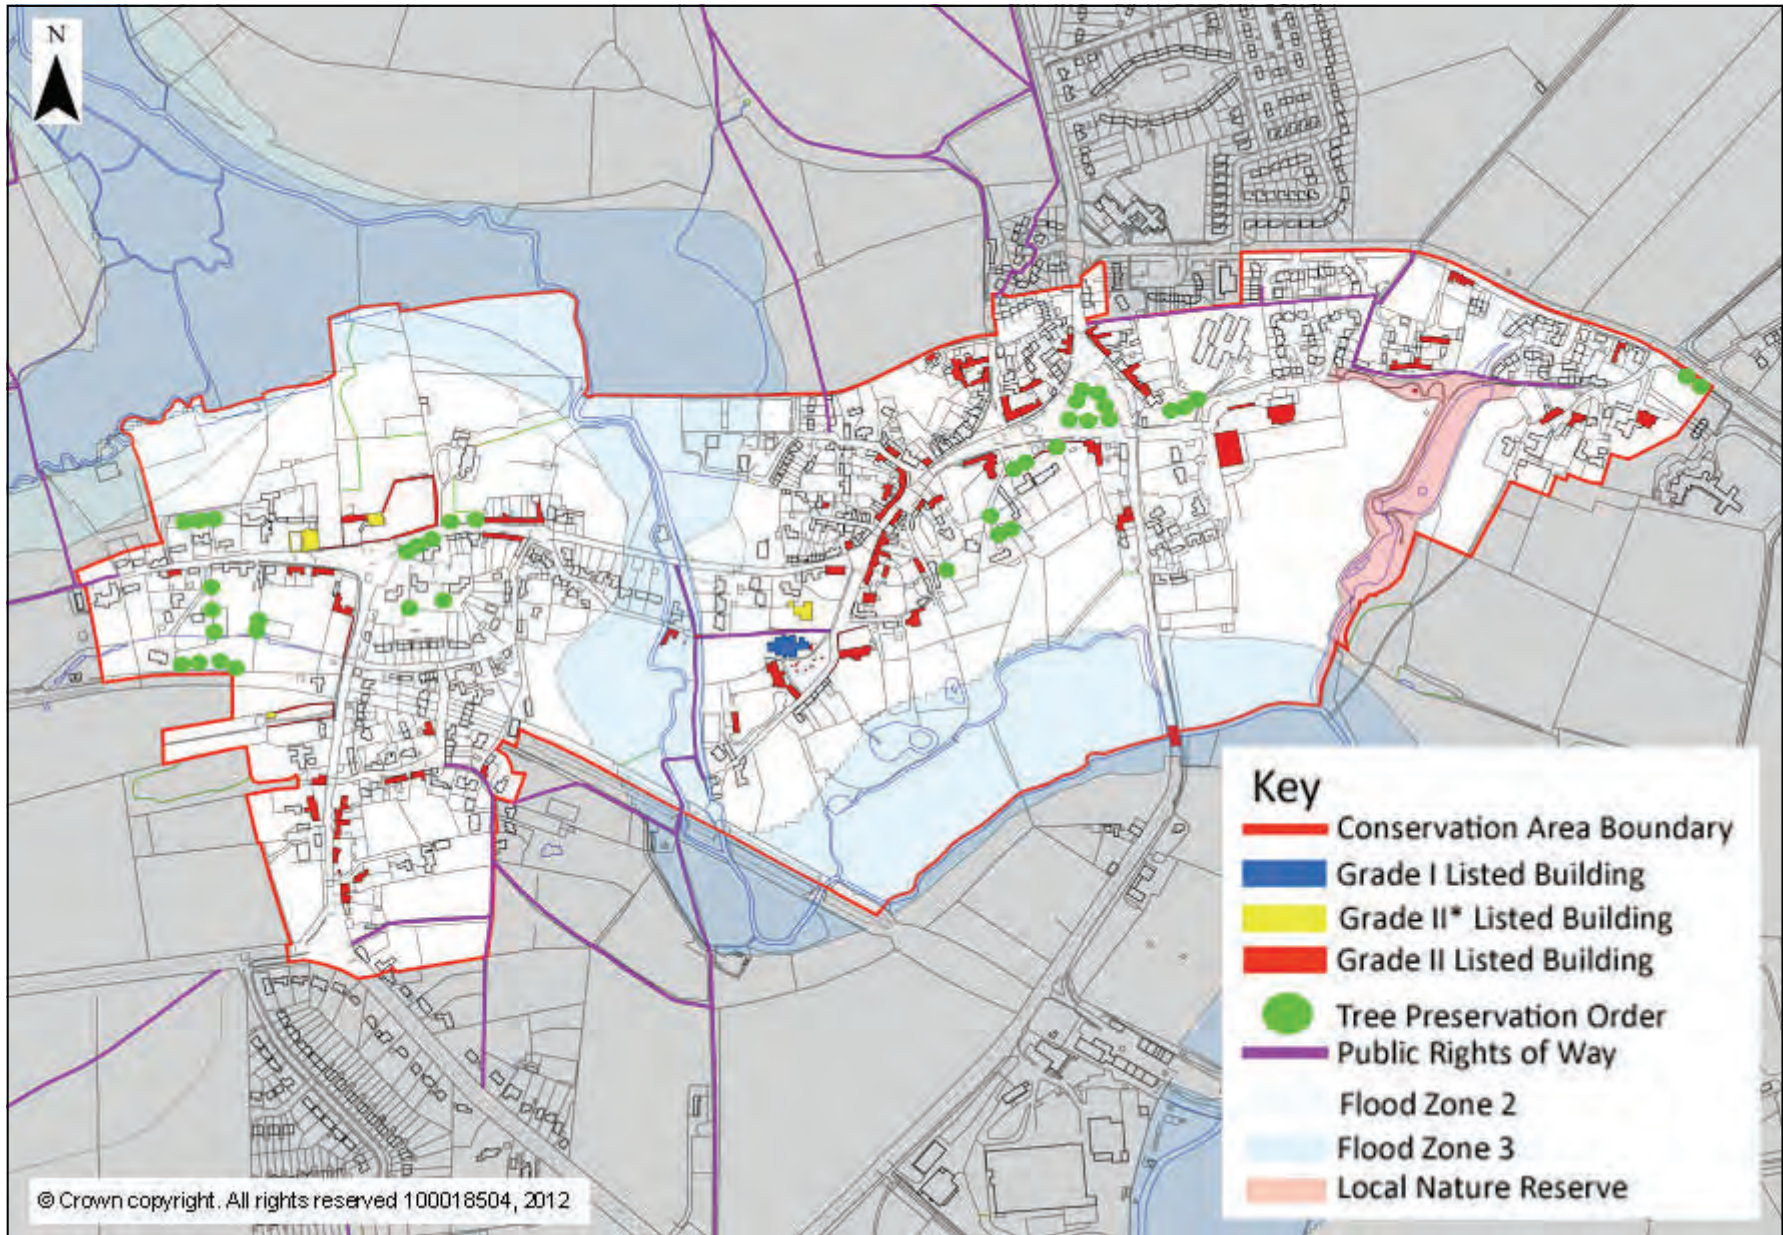 N
Key
Conservation Area Boundary
Grade I Listed Building
Grade II* Listed Building
Grade II Listed Building
Tree Preservation Order
Public Rights of Way
Flood Zone 2
Flood Zone 3
Local Nature Reserve
© Crown copyright. All rights reserved 100018504, 2012